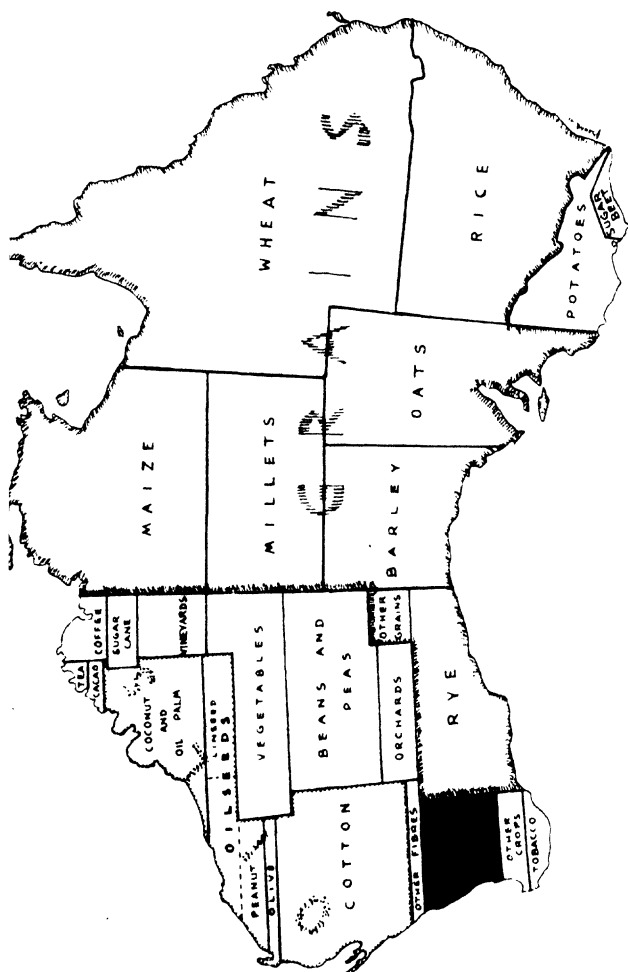 TEA
CACAO
COFFEE
SUGAR
CANE
MAIZE
COCONUT
AND
OIL PALM
VINEYARDS
LINSEED
OILSEEDS
PEANUT
OLIVE
VEGETABLES
MILLETS
WHEAT
GRAINS
BEANS AND
PEAS
COTTON
OTHER
GRAINS
ORCHARDS
BARLEY
OTHER FIBRES
OATS
RYE
RICE
OTHER
CROPS
TOBACCO
POTATOES
SUGAR
BEET